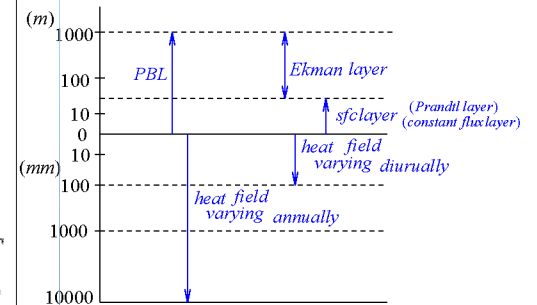 (m)
1000
PBL
Ekman layer
100
sfclayer (Prandtl layer)
10
(constant fluxlayer)
0
heat field
10
varying diurually
(mm)
100
heat field
varying annually
1000
10000